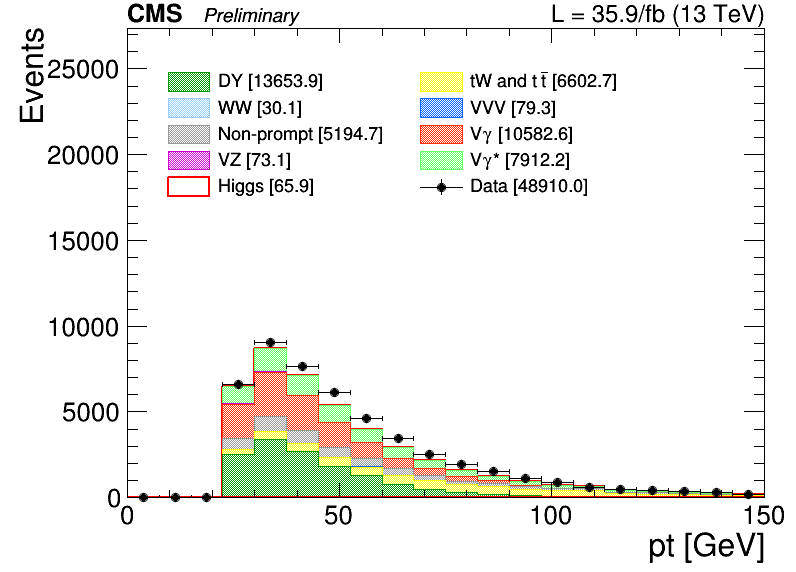 CMS Preliminary L = 35.9/fb (13 TeV)
Events
25000
20000
15000
10000
5000
0
DY [13653.9]
WW [30.1]
Non-prompt [5194.7]
VZ [73.1]
Higgs [65.9]
tW and t t̄ [6602.7]
VVV [79.3]
Vγ [10582.6]
Vγ* [7912.2]
Data [48910.0]
0 50 100 150
pt [GeV]